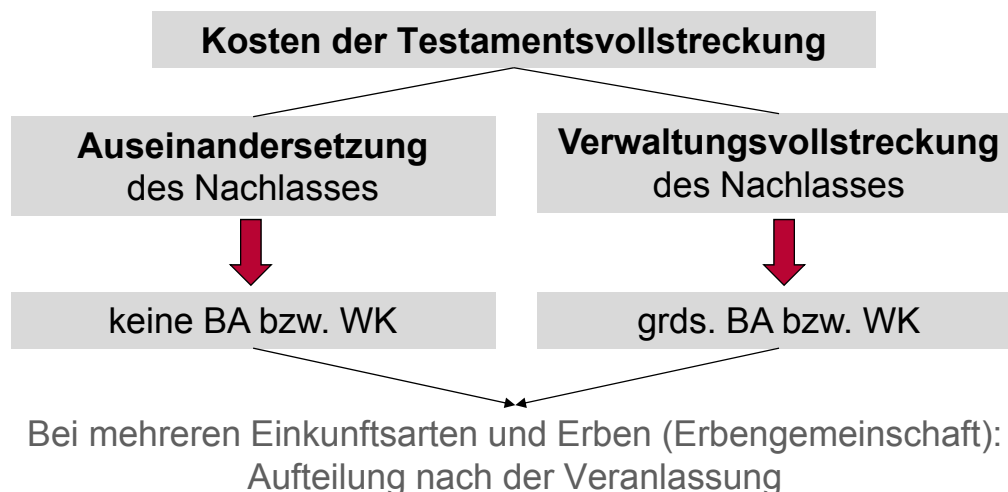 Kosten der Testamentsvollstreckung
Auseinandersetzung
des Nachlasses
Verwaltungsvollstreckung
des Nachlasses
keine BA bzw. WK
grds. BA bzw. WK
Bei mehreren Einkunftsarten und Erben (Erbengemeinschaft):
Aufteilung nach der Veranlassung